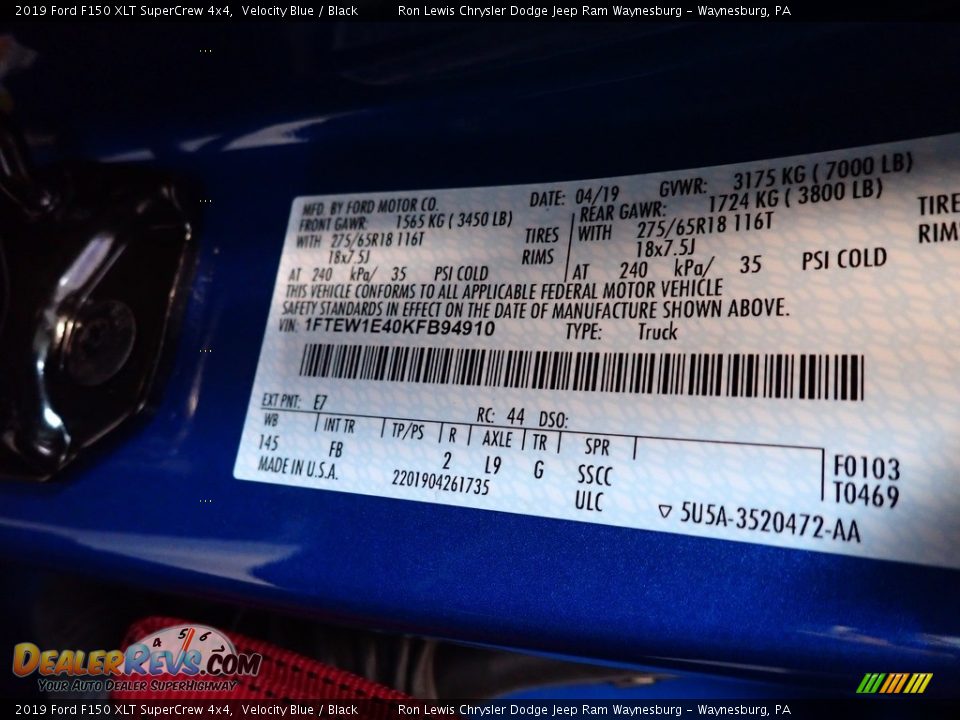 2019 Ford F150 XLT SuperCrew 4x4, Velocity Blue / Black Ron Lewis Chrysler Dodge Jeep Ram Waynesburg - Waynesburg, PA
MFD. BY FORD MOTOR CO. DATE: 04/19 GVWR: 3175 KG ( 7000 LB)
FRONT GAWR: 1565 KG ( 3450 LB) REAR GAWR: 1724 KG ( 3800 LB)
WITH 275/65R18 116T TIRES WITH 275/65R18 116T TIRE
18x7.5J RIMS 18x7.5J RIM
AT 240 kPa/ 35 PSI COLD AT 240 kPa/ 35 PSI COLD
THIS VEHICLE CONFORMS TO ALL APPLICABLE FEDERAL MOTOR VEHICLE
SAFETY STANDARDS IN EFFECT ON THE DATE OF MANUFACTURE SHOWN ABOVE.
VIN: 1FTEW1E40KFB94910 TYPE: Truck
EXT PNT: E7 RC: 44 DSO:
WB INT TR TP/PS R AXLE TR SPR
145 FB 2 L9 G SSCC F0103
MADE IN U.S.A. 2201904261735 ULC T0469
▽ 5U5A-3520472-AA
4 5 6
DEALERREVS.COM
YOUR AUTO DEALER SUPERHIGHWAY
2019 Ford F150 XLT SuperCrew 4x4, Velocity Blue / Black Ron Lewis Chrysler Dodge Jeep Ram Waynesburg - Waynesburg, PA